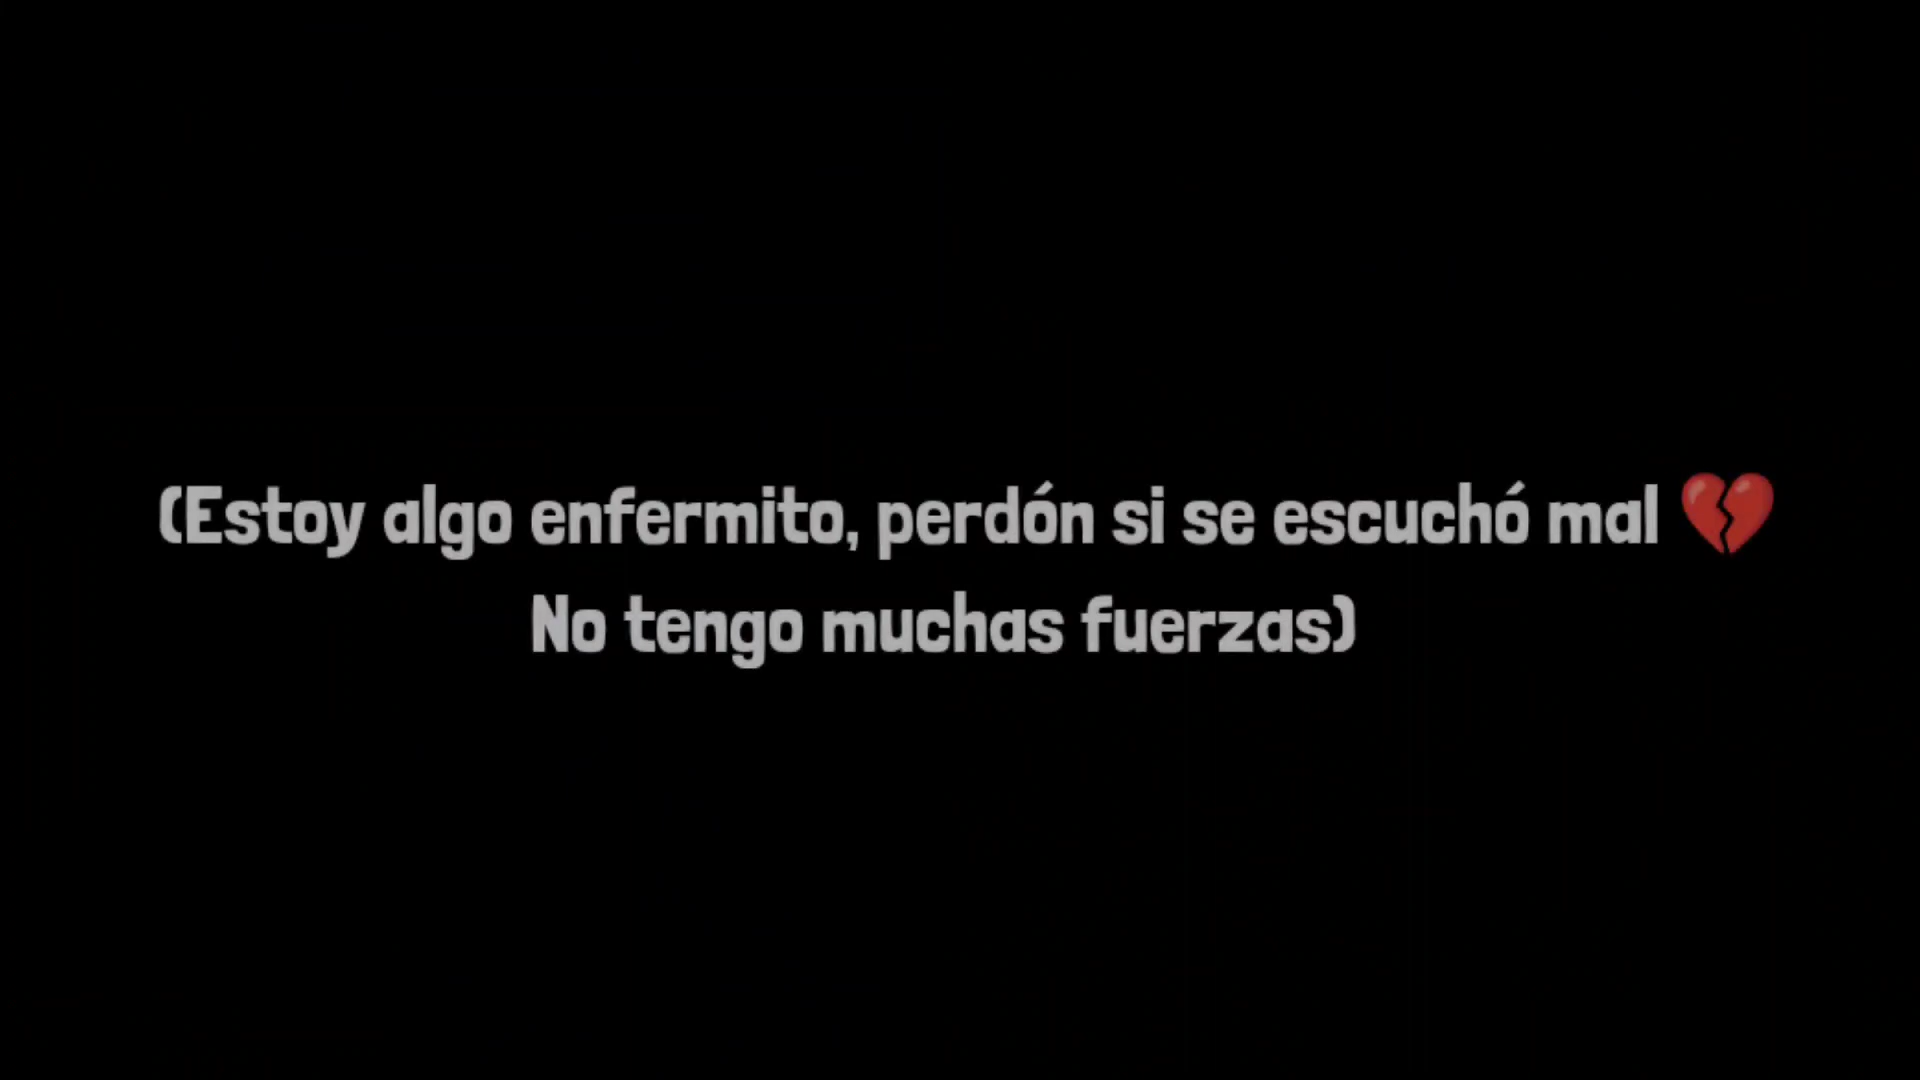 (Estoy algo enfermito, perdón si se escuchó mal 💔
No tengo muchas fuerzas)